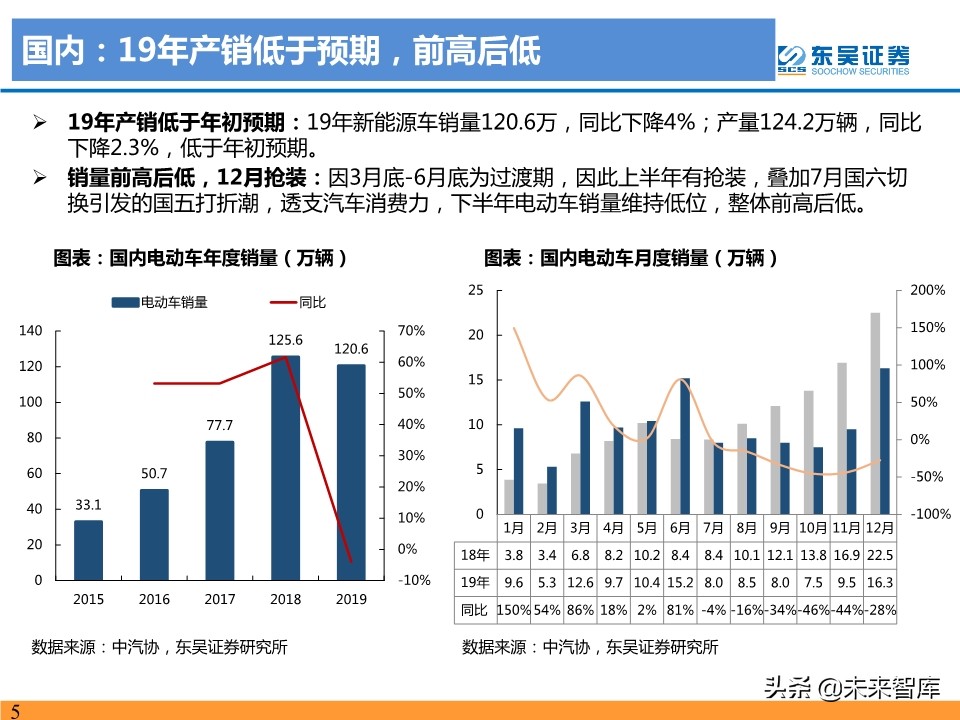 国内：19年产销低于预期，前高后低
东吴证券
SCS SOOCHOW SECURITIES
➢ 19年产销低于年初预期：19年新能源车销量120.6万，同比下降4%；产量124.2万辆，同比
下降2.3%，低于年初预期。
➢ 销量前高后低，12月抢装：因3月底-6月底为过渡期，因此上半年有抢装，叠加7月国六切
换引发的国五打折潮，透支汽车消费力，下半年电动车销量维持低位，整体前高后低。
图表：国内电动车年度销量（万辆）
电动车销量 同比
140
120
100
80
60
40
20
0
70%
60%
50%
40%
30%
20%
10%
0%
-10%
33.1
50.7
77.7
125.6
120.6
2015 2016 2017 2018 2019
数据来源：中汽协，东吴证券研究所
图表：国内电动车月度销量（万辆）
25
20
15
10
5
0
200%
150%
100%
50%
0%
-50%
-100%
1月 2月 3月 4月 5月 6月 7月 8月 9月 10月 11月 12月
18年 3.8 3.4 6.8 8.2 10.2 8.4 8.4 10.1 12.1 13.8 16.9 22.5
19年 9.6 5.3 12.6 9.7 10.4 15.2 8.0 8.5 8.0 7.5 9.5 16.3
同比 150% 54% 86% 18% 2% 81% -4% -16% -34% -46% -44% -28%
数据来源：中汽协，东吴证券研究所
头条 @未来智库
5